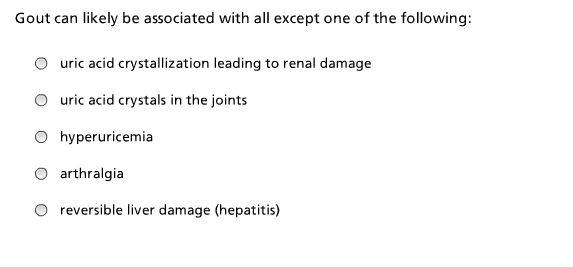 Gout can likely be associated with all except one of the following:
uric acid crystallization leading to renal damage
uric acid crystals in the joints
hyperuricemia
arthralgia
reversible liver damage (hepatitis)